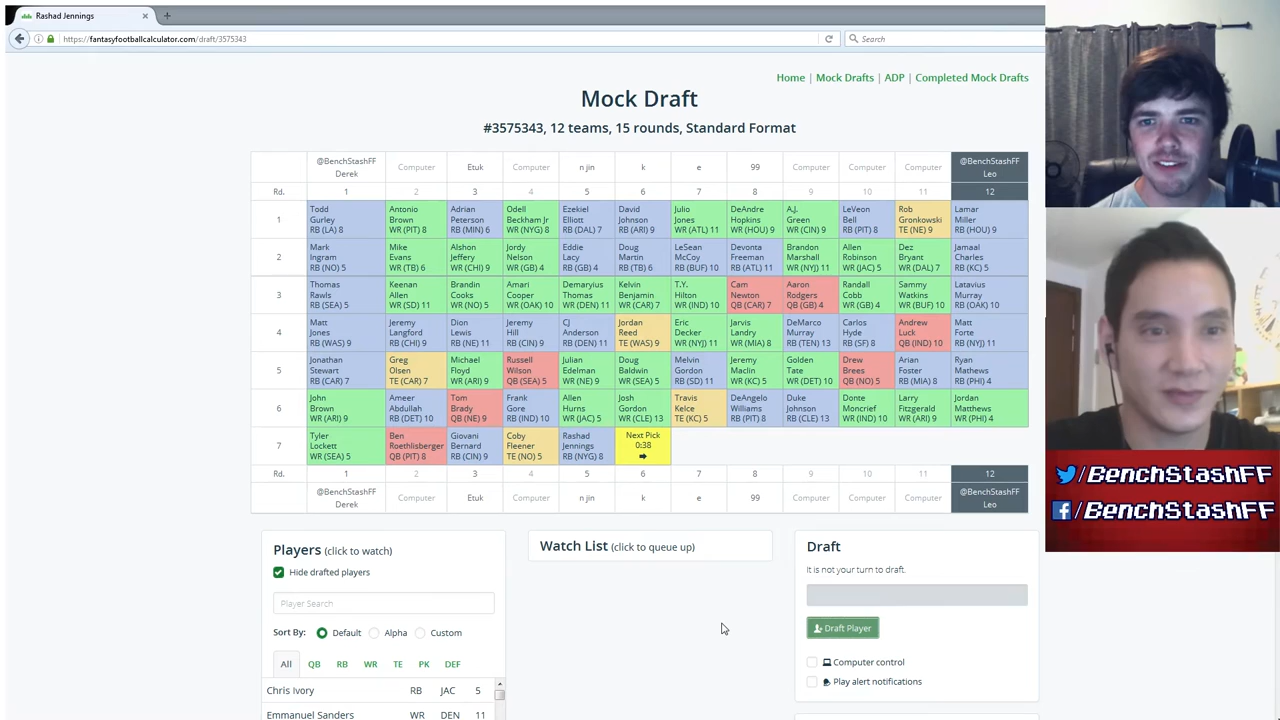 Rashad Jennings
https://fantasyfootballcalculator.com/draft/3575343
Search
Home | Mock Drafts | ADP | Completed Mock Drafts
Mock Draft
#3575343, 12 teams, 15 rounds, Standard Format
@BenchStashFF Derek Computer Etuk Computer n jin k e 99 Computer Computer Computer @BenchStashFF Leo
Rd. 1 2 3 4 5 6 7 8 9 10 11 12
1
Todd Gurley RB (LA) 8
Antonio Brown WR (PIT) 8
Adrian Peterson RB (MIN) 6
Odell Beckham Jr WR (NYG) 8
Ezekiel Elliott RB (DAL) 7
David Johnson RB (ARI) 9
Julio Jones WR (ATL) 11
DeAndre Hopkins WR (HOU) 9
A.J. Green WR (CIN) 9
LeVeon Bell RB (PIT) 8
Rob Gronkowski TE (NE) 9
Lamar Miller RB (HOU) 9
2
Mark Ingram RB (NO) 5
Mike Evans WR (TB) 6
Alshon Jeffery WR (CHI) 9
Jordy Nelson WR (GB) 4
Eddie Lacy RB (GB) 4
Doug Martin RB (TB) 6
LeSean McCoy RB (BUF) 10
Devonta Freeman RB (ATL) 11
Brandon Marshall WR (NYJ) 11
Allen Robinson WR (JAC) 5
Dez Bryant WR (DAL) 7
Jamaal Charles RB (KC) 5
3
Thomas Rawls RB (SEA) 5
Keenan Allen WR (SD) 11
Brandin Cooks WR (NO) 5
Amari Cooper WR (OAK) 10
Demaryius Thomas WR (DEN) 11
Kelvin Benjamin WR (CAR) 7
T.Y. Hilton WR (IND) 10
Cam Newton QB (CAR) 7
Aaron Rodgers QB (GB) 4
Randall Cobb WR (GB) 4
Sammy Watkins WR (BUF) 10
Latavius Murray RB (OAK) 10
4
Matt Jones RB (WAS) 9
Jeremy Langford RB (CHI) 9
Dion Lewis RB (NE) 11
Jeremy Hill RB (CIN) 9
CJ Anderson RB (DEN) 11
Jordan Reed TE (WAS) 9
Eric Decker WR (NYJ) 11
Jarvis Landry WR (MIA) 8
DeMarco Murray RB (TEN) 13
Carlos Hyde RB (SF) 8
Andrew Luck QB (IND) 10
Matt Forte RB (NYJ) 11
5
Jonathan Stewart RB (CAR) 7
Greg Olsen TE (CAR) 7
Michael Floyd WR (ARI) 9
Russell Wilson QB (SEA) 5
Julian Edelman WR (NE) 9
Doug Baldwin WR (SEA) 5
Melvin Gordon RB (SD) 11
Jeremy Maclin WR (KC) 5
Golden Tate WR (DET) 10
Drew Brees QB (NO) 5
Arian Foster RB (MIA) 8
Ryan Mathews RB (PHI) 4
6
John Brown WR (ARI) 9
Ameer Abdullah RB (DET) 10
Tom Brady QB (NE) 9
Frank Gore RB (IND) 10
Allen Hurns WR (JAC) 5
Josh Gordon WR (CLE) 13
Travis Kelce TE (KC) 5
DeAngelo Williams RB (PIT) 8
Duke Johnson RB (CLE) 13
Donte Moncrief WR (IND) 10
Larry Fitzgerald WR (ARI) 9
Jordan Matthews WR (PHI) 4
7
Tyler Lockett WR (SEA) 5
Ben Roethlisberger QB (PIT) 8
Giovani Bernard RB (CIN) 9
Coby Fleener TE (NO) 5
Rashad Jennings RB (NYG) 8
Next Pick 0:38
Rd. 1 2 3 4 5 6 7 8 9 10 11 12
@BenchStashFF Derek Computer Etuk Computer n jin k e 99 Computer Computer Computer @BenchStashFF Leo
Players (click to watch)
Hide drafted players
Player Search
Sort By: Default Alpha Custom
All QB RB WR TE PK DEF
Chris Ivory RB JAC 5
Emmanuel Sanders WR DEN 11
Watch List (click to queue up)
Draft
It is not your turn to draft.
Draft Player
Computer control
Play alert notifications
/BenchStashFF
/BenchStashFF